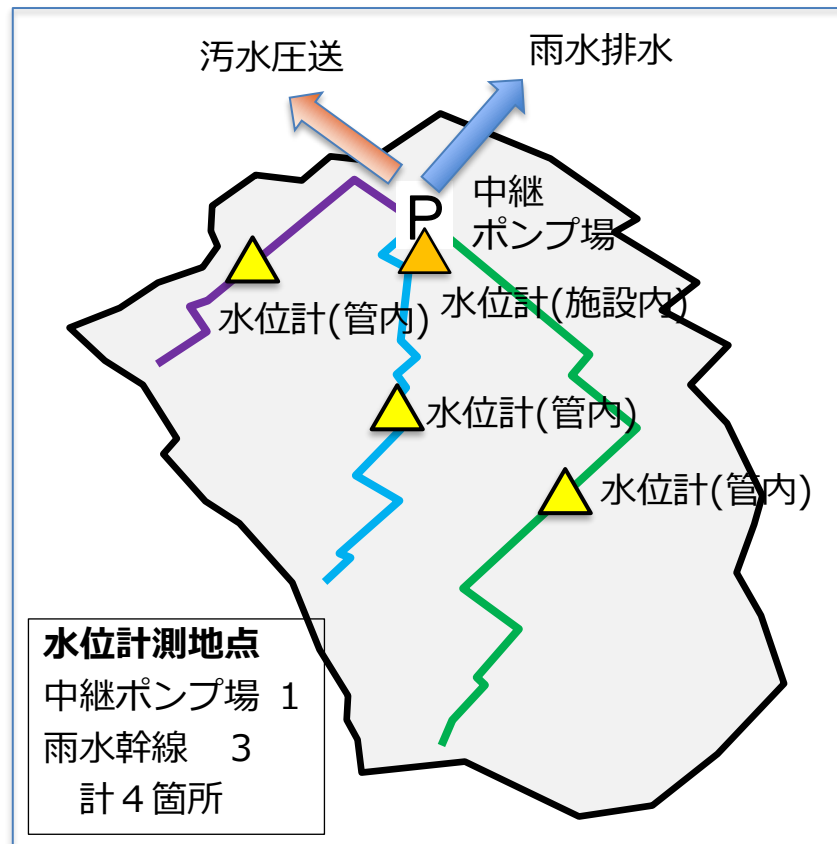 汚水圧送
雨水排水
P
中継
ポンプ場
水位計(管内)
水位計(施設内)
水位計(管内)
水位計(管内)
水位計測地点
中継ポンプ場 1
雨水幹線　3
計４箇所